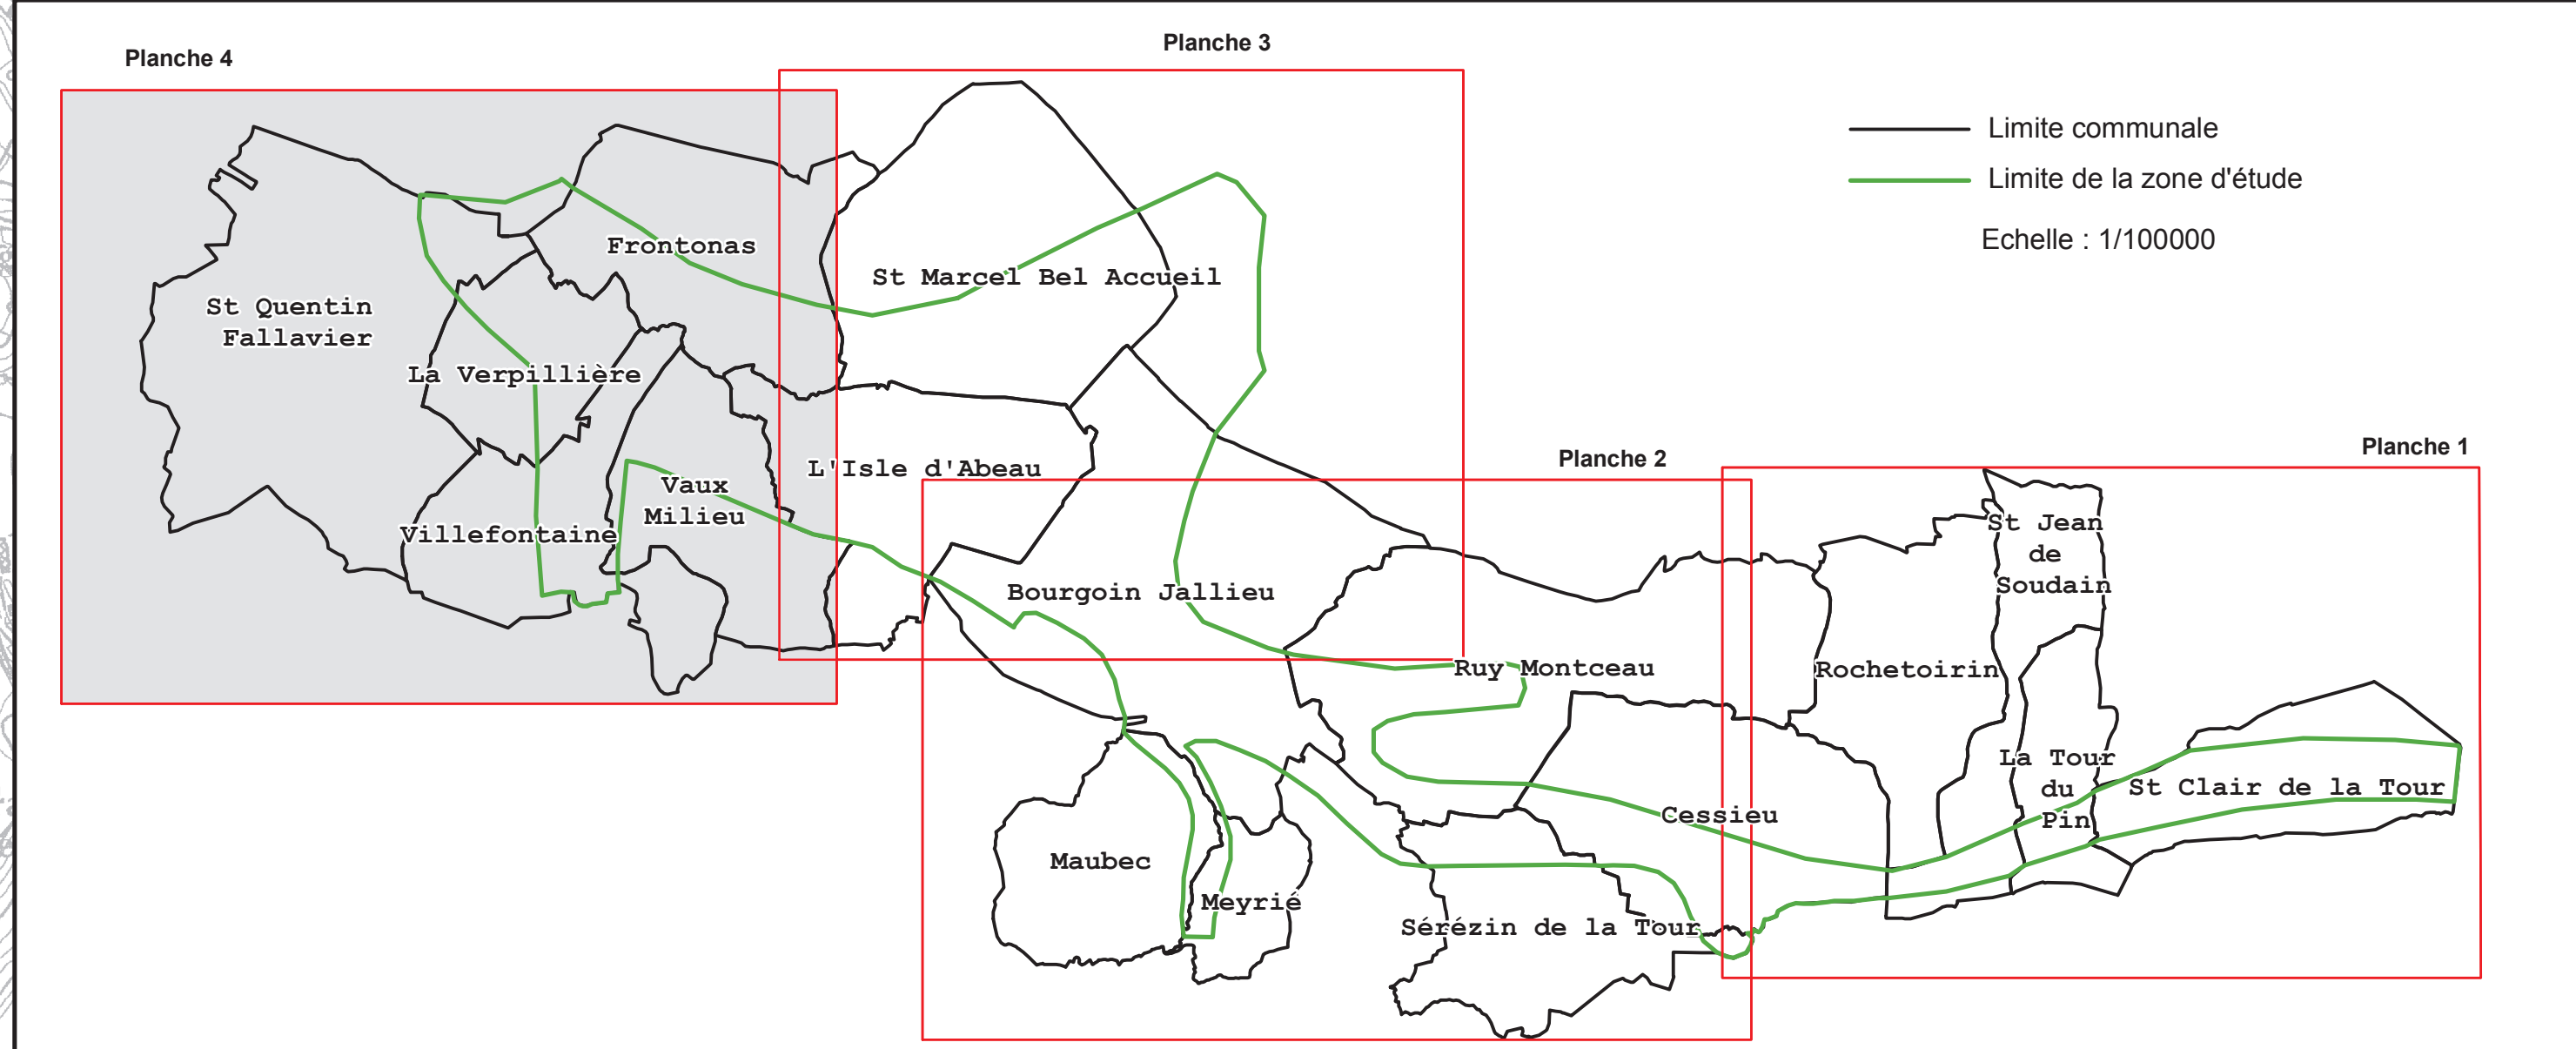 Planche 4
Planche 3
Limite communale
Limite de la zone d'étude
Echelle : 1/100000
Frontonas
St Marcel Bel Accueil
St Quentin
Fallavier
La Verpillière
Planche 2
Planche 1
L'Isle d'Abeau
Vaux
Milieu
Villefontaine
St Jean
de
Soudain
Bourgoin Jallieu
Ruy Montceau
Rochetoirin
La Tour
du
Pin
St Clair de la Tour
Cessieu
Maubec
Meyrié
Sérézin de la Tour